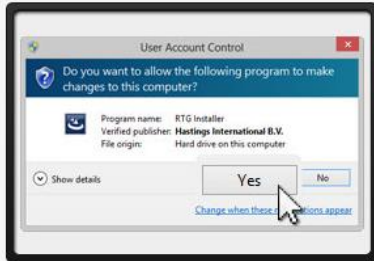 User Account Control
Do you want to allow the following program to make
changes to this computer?
Program name: RTG Installer
Verified publisher: Hastings International B.V.
File origin: Hard drive on this computer
Show details
Yes
No
Change when these notifications appear